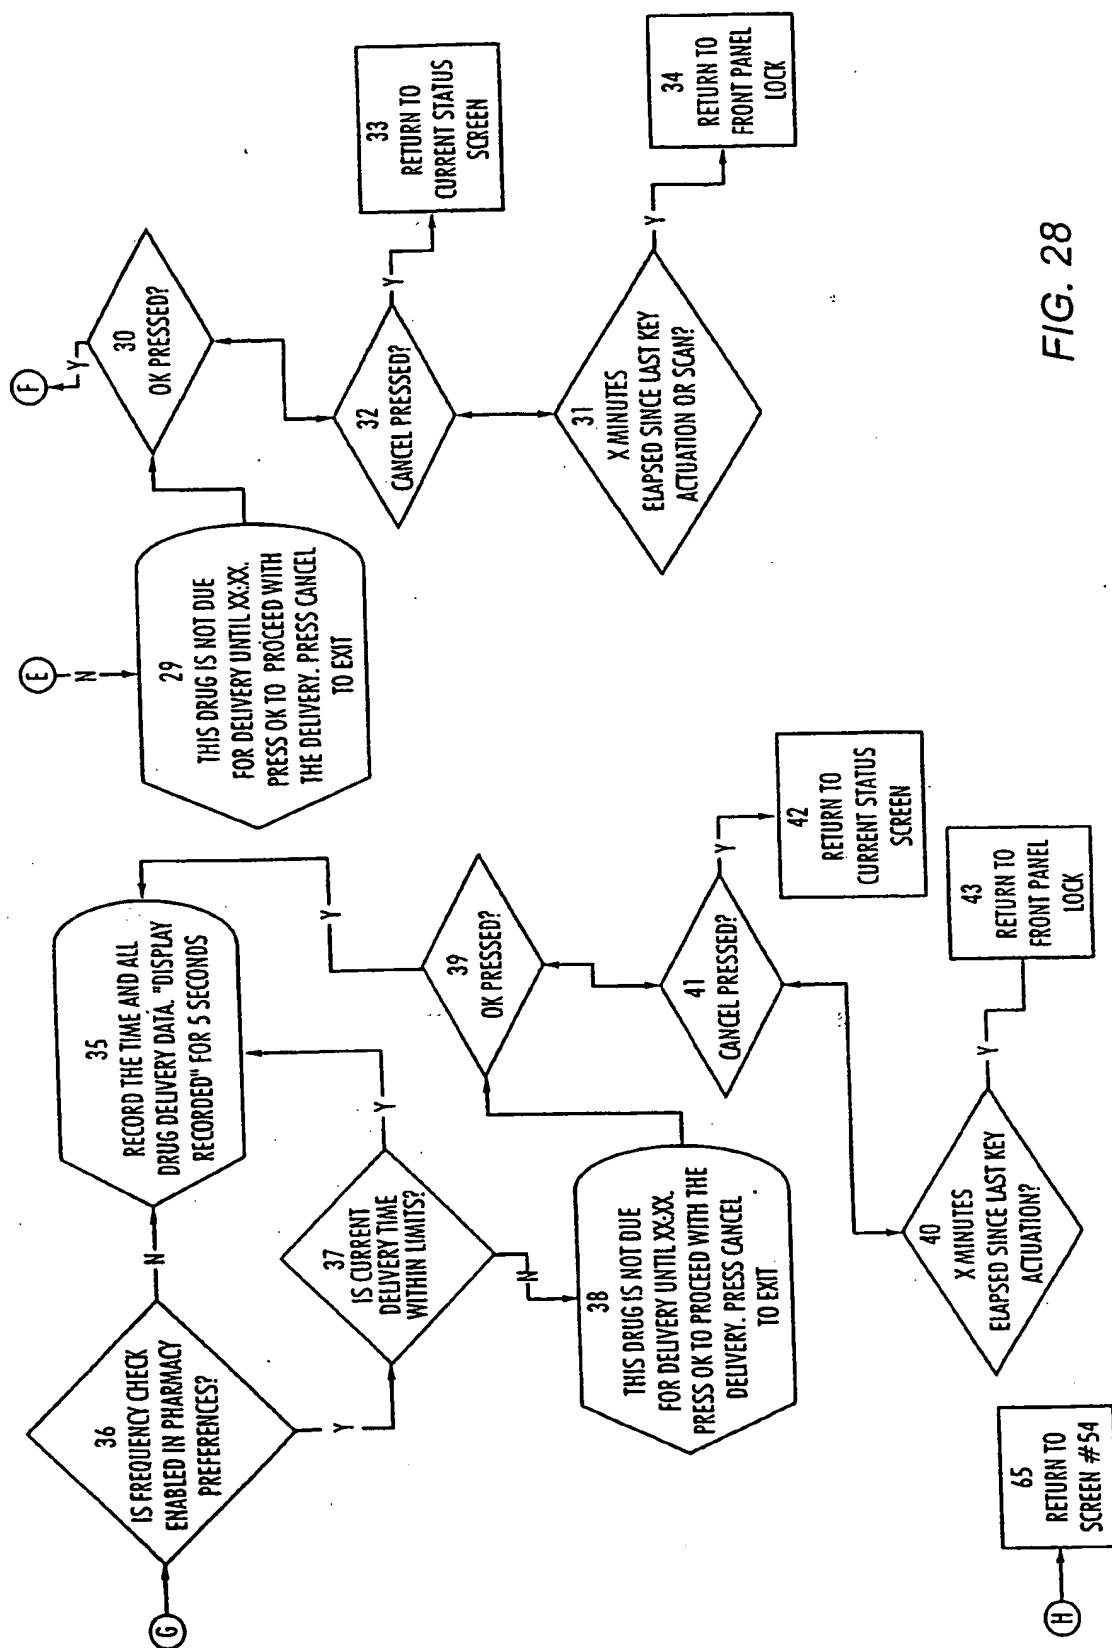 G
36
IS FREQUENCY CHECK
ENABLED IN PHARMACY
PREFERENCES?
N
Y
35
RECORD THE TIME AND ALL
DRUG DELIVERY DATA. "DISPLAY
RECORDED" FOR 5 SECONDS
37
IS CURRENT
DELIVERY TIME
WITHIN LIMITS?
Y
N
38
THIS DRUG IS NOT DUE
FOR DELIVERY UNTIL XX:XX.
PRESS OK TO PROCEED WITH THE
DELIVERY. PRESS CANCEL
TO EXIT
39
OK PRESSED?
Y
41
CANCEL PRESSED?
Y
42
RETURN TO
CURRENT STATUS
SCREEN
40
X MINUTES
ELAPSED SINCE LAST KEY
ACTUATION?
Y
43
RETURN TO
FRONT PANEL
LOCK
H
65
RETURN TO
SCREEN #54
E
N
29
THIS DRUG IS NOT DUE
FOR DELIVERY UNTIL XX:XX.
PRESS OK TO PROCEED WITH
THE DELIVERY. PRESS CANCEL
TO EXIT
30
OK PRESSED?
Y
F
32
CANCEL PRESSED?
Y
33
RETURN TO
CURRENT STATUS
SCREEN
31
X MINUTES
ELAPSED SINCE LAST KEY
ACTUATION OR SCAN?
Y
34
RETURN TO
FRONT PANEL
LOCK
FIG. 28